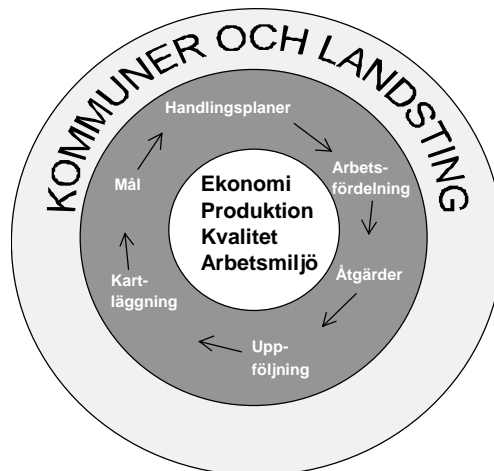 KOMMUNER OCH LANDSTING
Handlingsplaner
Arbets-
fördelning
Åtgärder
Upp-
följning
Kart-
läggning
Mål
Ekonomi
Produktion
Kvalitet
Arbetsmiljö